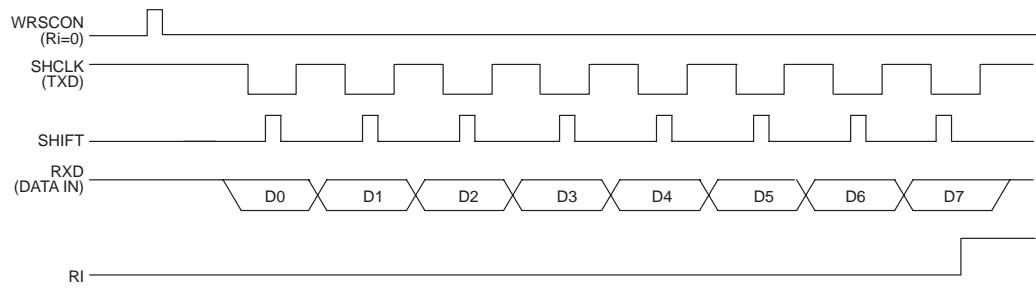 WRSCON
(Ri=0)
SHCLK
(TXD)
SHIFT
RXD
(DATA IN)
D0 D1 D2 D3 D4 D5 D6 D7
RI